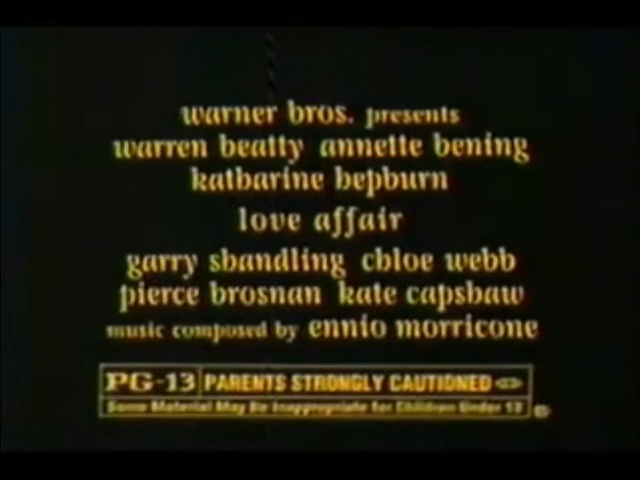 warner bros. presents
warren beatty annette bening
katharine hepburn
love affair
garry shandling chloe webb
pierce brosnan kate capshaw
music composed by ennio morricone
PG-13 PARENTS STRONGLY CAUTIONED
Some Material May Be Inappropriate for Children Under 13